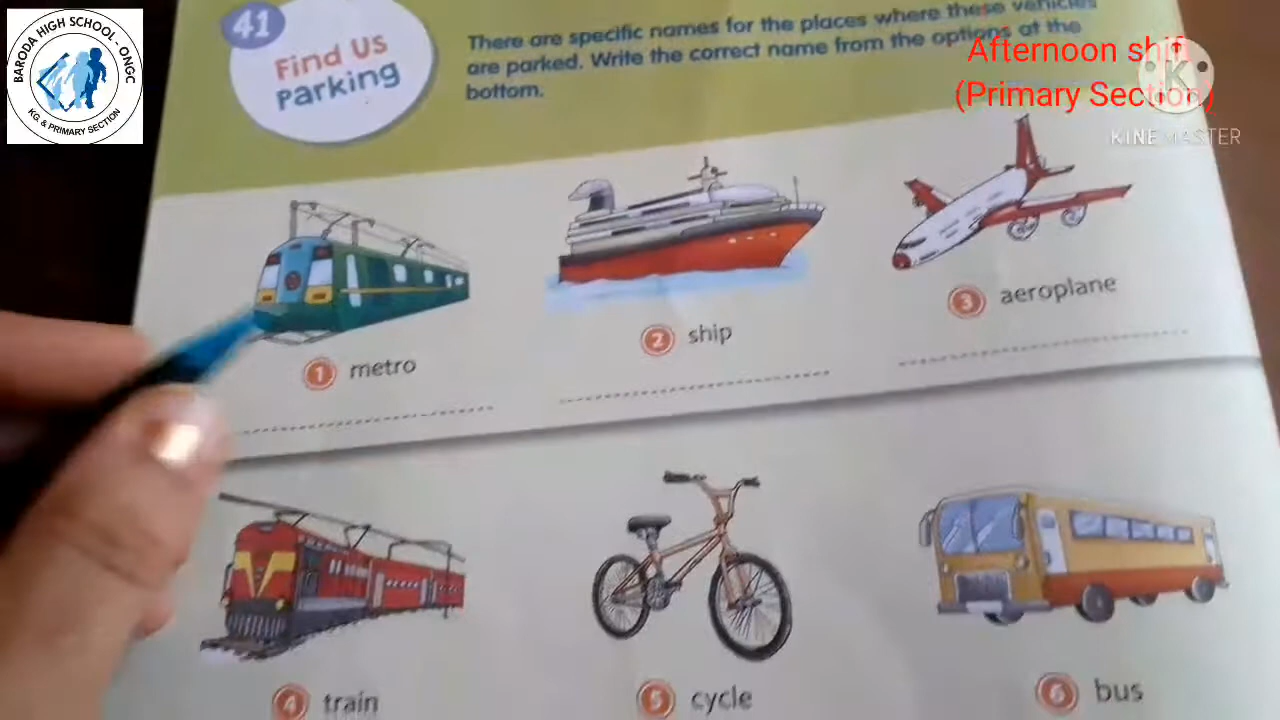 BARODA HIGH SCHOOL - ONGC
KG & PRIMARY SECTION
41
Find Us
Parking
There are specific names for the places where these vehicles
are parked. Write the correct name from the options at the
bottom.
Afternoon shif
(Primary Section)
K
KINEMASTER
1 metro
2 ship
3 aeroplane
4 train
5 cycle
6 bus